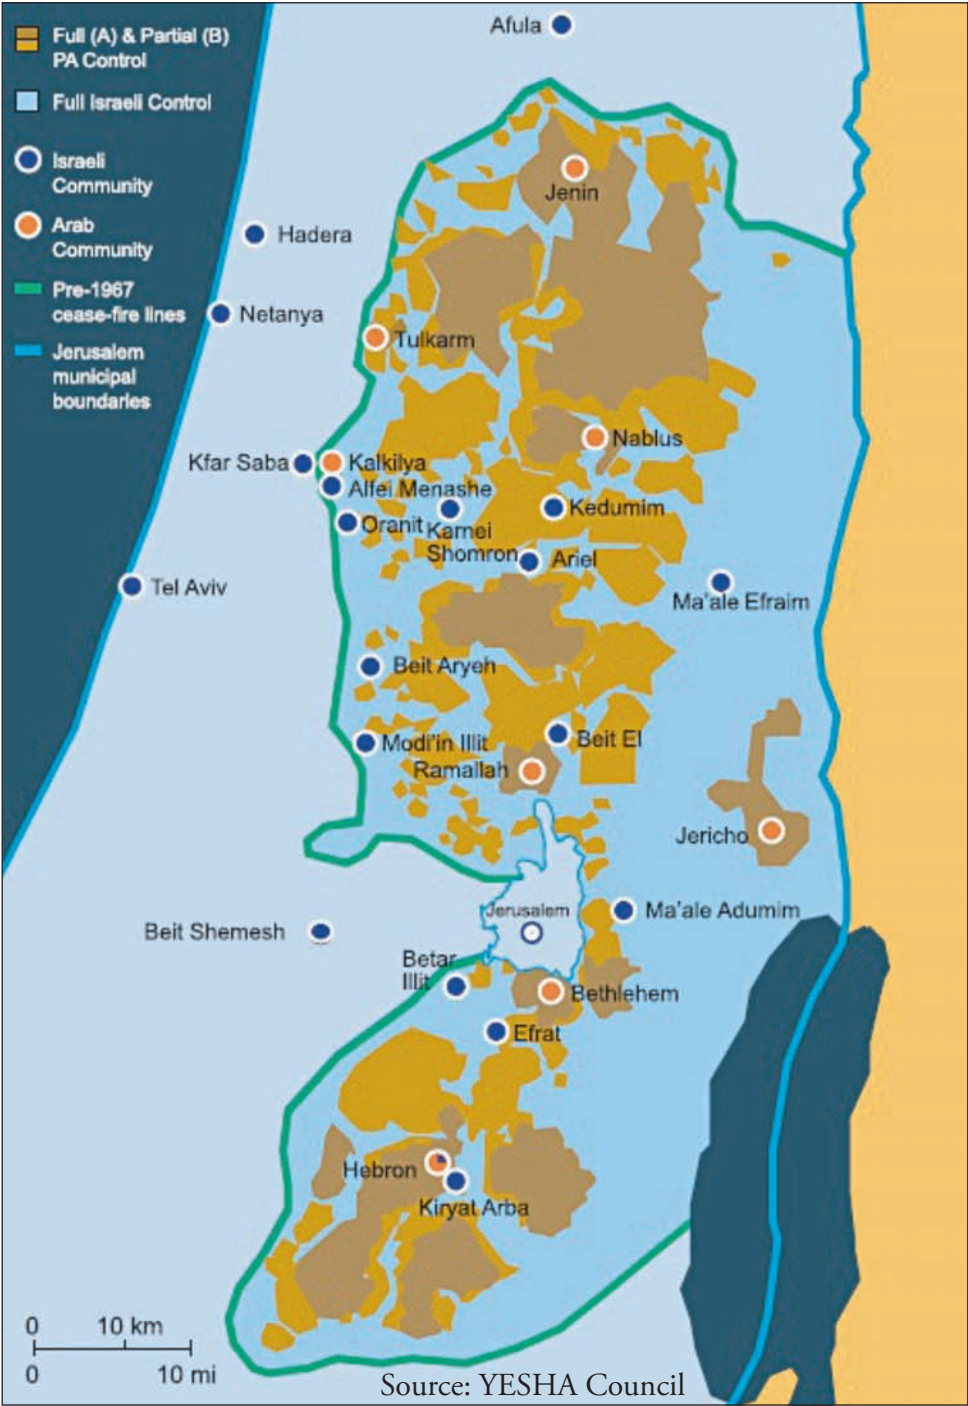 Full (A) & Partial (B)
PA Control
Full Israeli Control
Israeli
Community
Arab
Community
Pre-1967
cease-fire lines
Jerusalem
municipal
boundaries
Afula
Jenin
Hadera
Netanya
Tulkarm
Nablus
Kfar Saba
Kalkilya
Alfei Menashe
Oranit
Karnei
Shomron
Kedumim
Ariel
Tel Aviv
Ma'ale Efraim
Beit Aryeh
Modi'in Illit
Beit El
Ramallah
Jericho
Jerusalem
Ma'ale Adumim
Beit Shemesh
Betar
Illit
Bethlehem
Efrat
Hebron
Kiryat Arba
0 10 km
0 10 mi
Source: YESHA Council